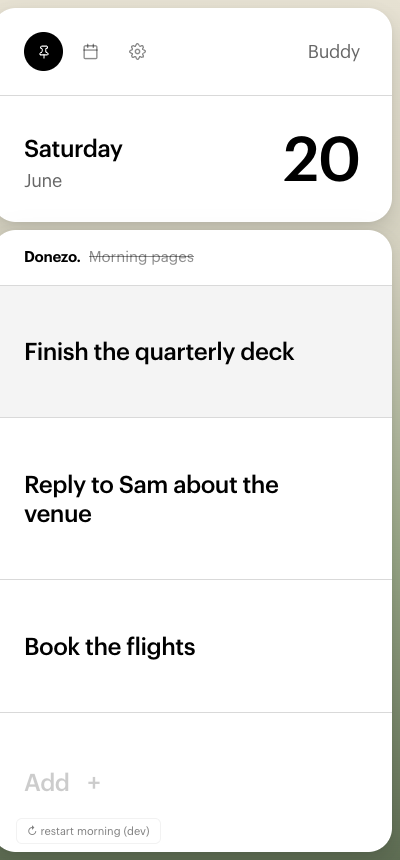 Buddy
Saturday
20
June
Donezo. Morning pages
Finish the quarterly deck
Reply to Sam about the
venue
Book the flights
Add +
↻ restart morning (dev)